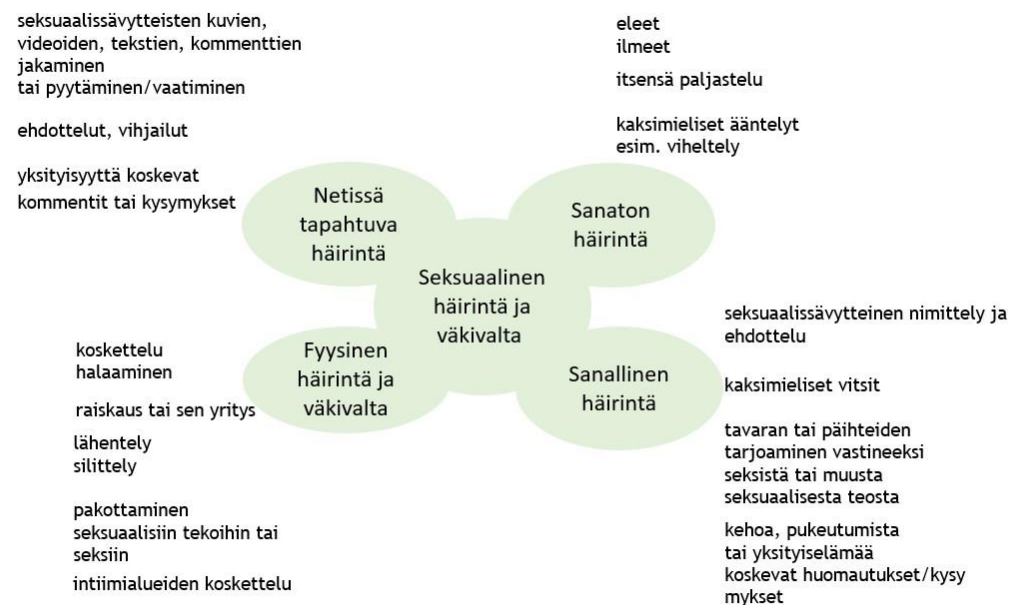 seksuaalissävytteisten kuvien,
videoiden, tekstien, kommenttien
jakaminen
tai pyytäminen/vaatiminen
ehdottelut, vihjailut
yksityisyyttä koskevat
kommentit tai kysymykset
eleet
ilmeet
itsensä paljastelu
kaksimieliset ääntelyt
esim. viheltely
Netissä
tapahtuva
häirintä
Sanaton
häirintä
Seksuaalinen
häirintä ja
väkivalta
Fyysinen
häirintä ja
väkivalta
Sanallinen
häirintä
koskettelu
halaaminen
raiskaus tai sen yritys
lähentely
silittely
pakottaminen
seksuaalisiin tekoihin tai
seksiin
intiimialueiden koskettelu
seksuaalissävytteinen nimittely ja
ehdottelu
kaksimieliset vitsit
tavaran tai päihteiden
tarjoaminen vastineeksi
seksistä tai muusta
seksuaalisesta teosta
kehoa, pukeutumista
tai yksityiselämää
koskevat huomautukset/kysy
mykset